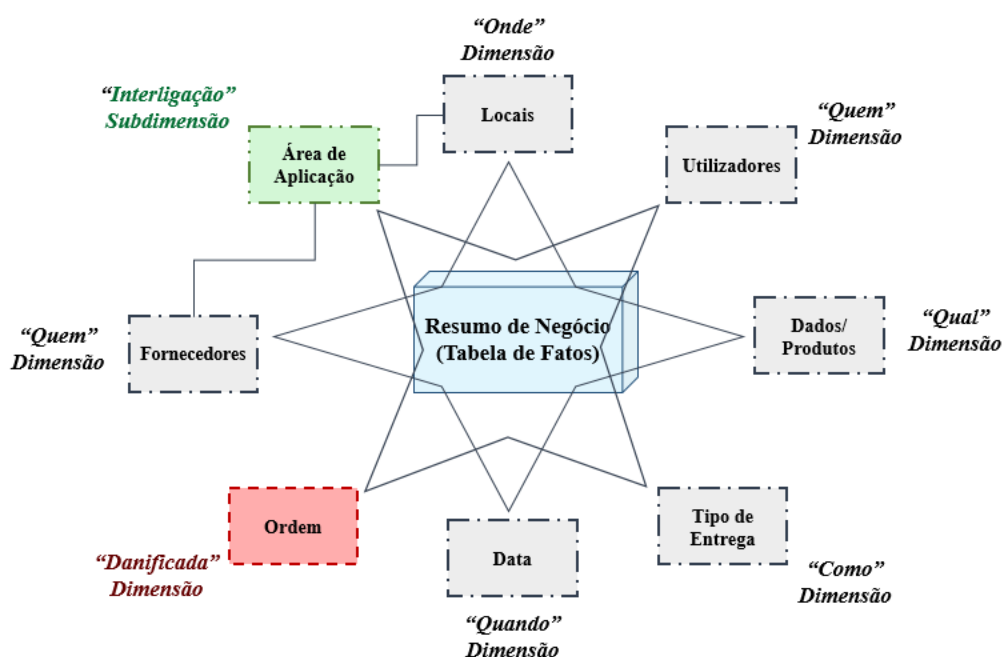 “Onde”
Dimensão
Locais
“Interligação”
Subdimensão
Área de
Aplicação
“Quem”
Dimensão
Utilizadores
“Quem”
Dimensão
Fornecedores
Resumo de Negócio
(Tabela de Fatos)
Dados/
Produtos
“Qual”
Dimensão
Ordem
“Danificada”
Dimensão
Data
“Quando”
Dimensão
Tipo de
Entrega
“Como”
Dimensão